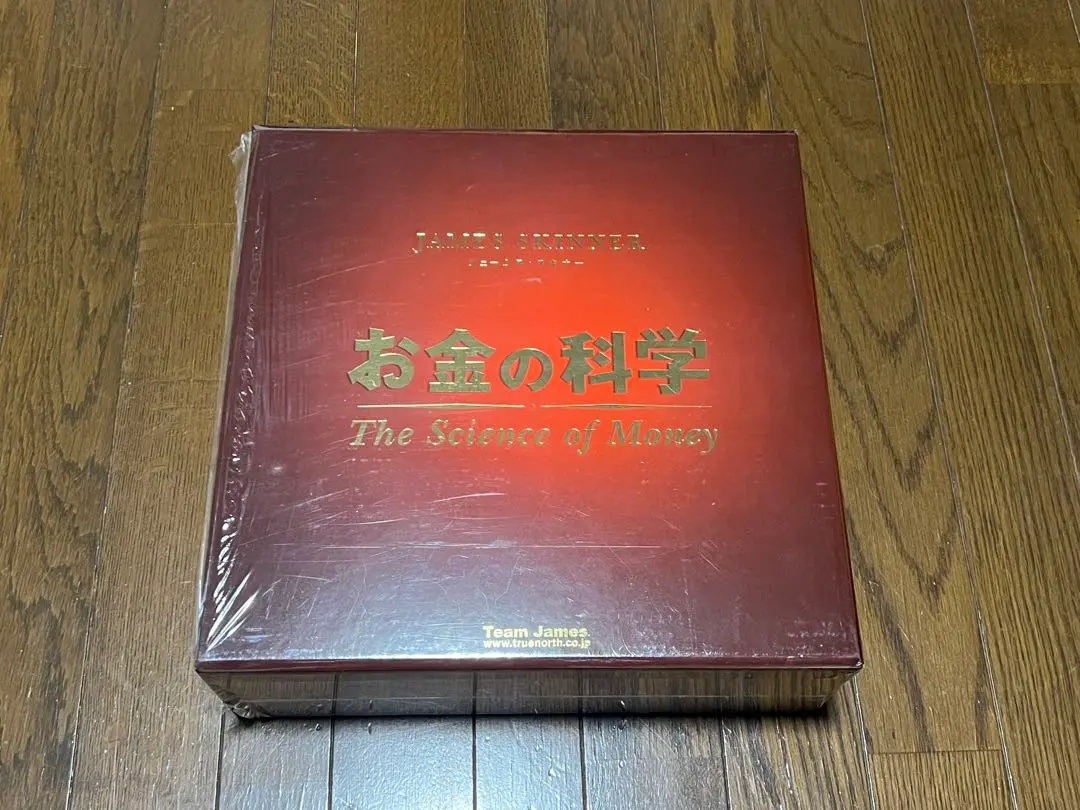 JAMES SKINNER
ジェームス・スキナー
お金の科学
The Science of Money
Team James
www.truenorth.co.jp